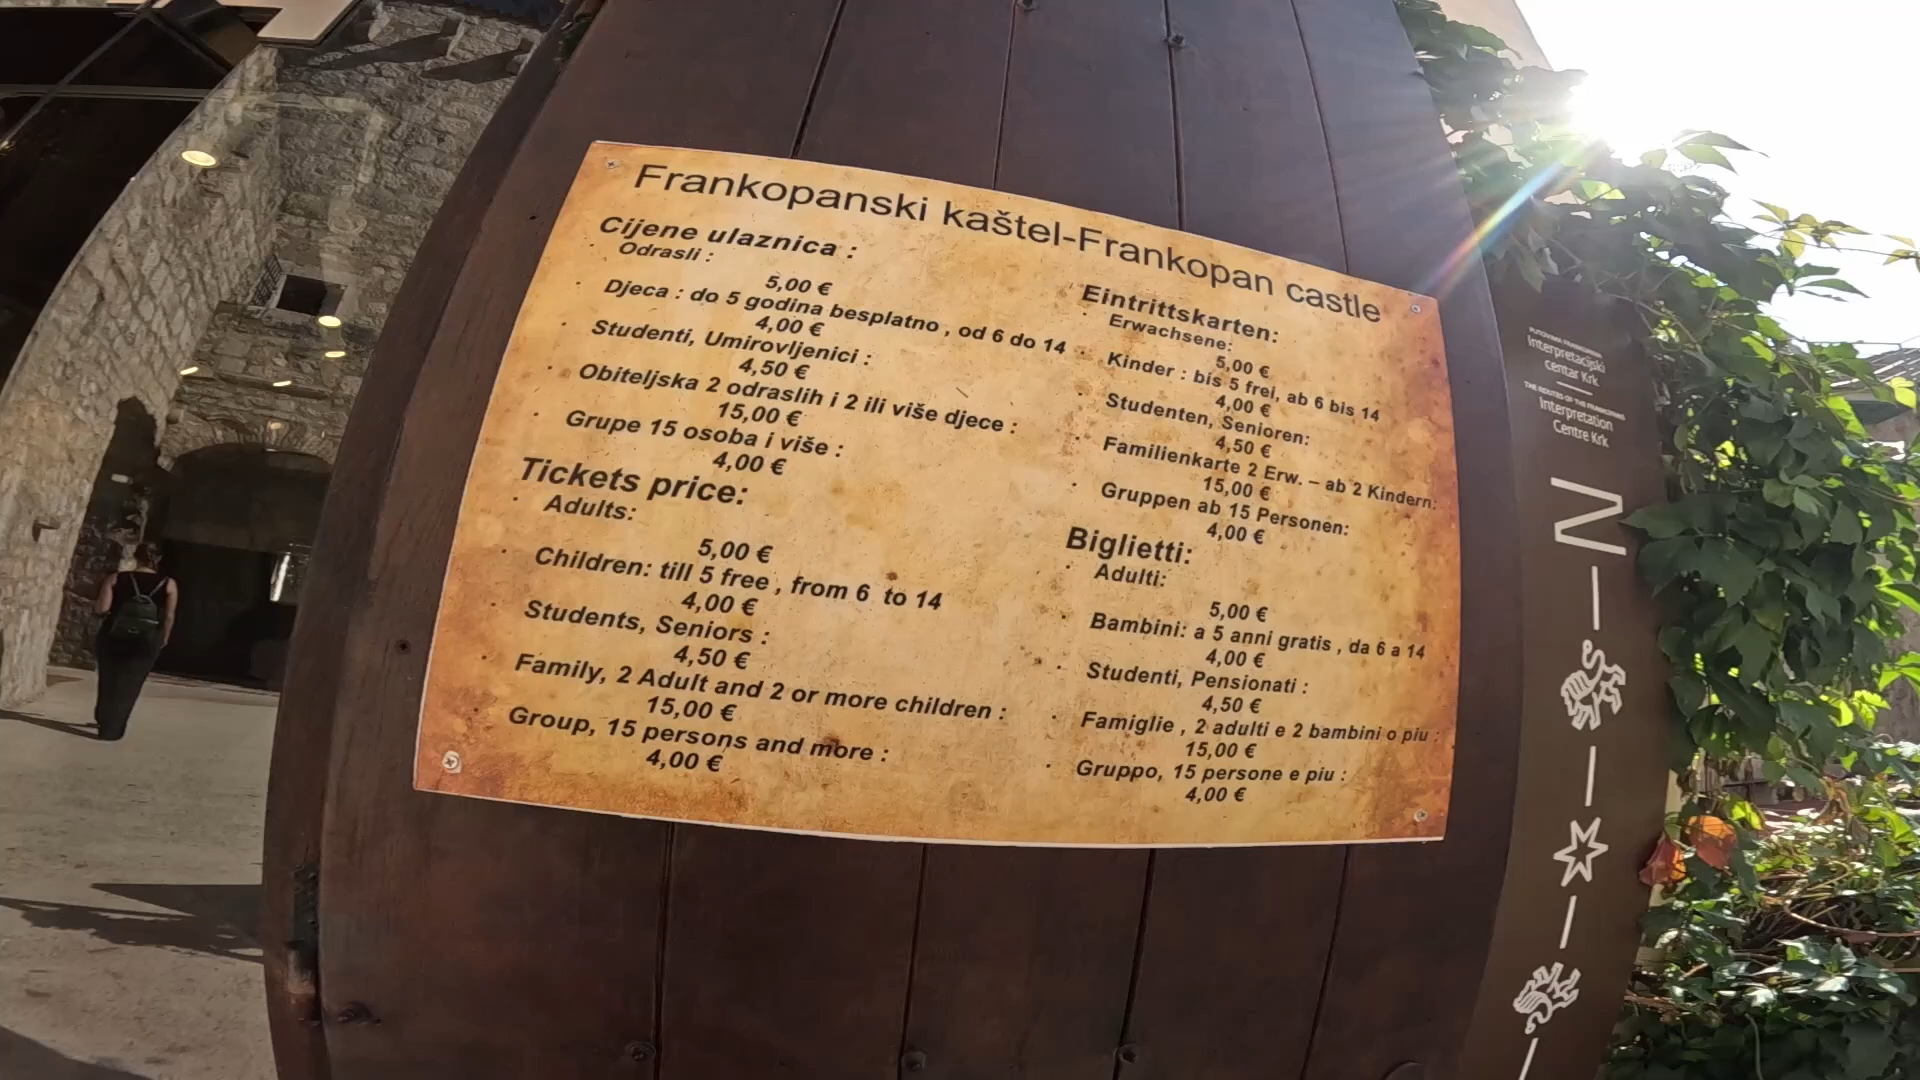 Frankopanski kaštel-Frankopan castle
Cijene ulaznica :
Odrasli :
5,00 €
Djeca : do 5 godina besplatno , od 6 do 14
4,00 €
Studenti, Umirovljenici :
4,50 €
Obiteljska 2 odraslih i 2 ili više djece :
15,00 €
Grupe 15 osoba i više :
4,00 €
Tickets price:
Adults:
5,00 €
Children: till 5 free , from 6 to 14
4,00 €
Students, Seniors :
4,50 €
Family, 2 Adult and 2 or more children :
15,00 €
Group, 15 persons and more :
4,00 €
Eintrittskarten:
Erwachsene:
5,00 €
Kinder : bis 5 frei, ab 6 bis 14
4,00 €
Studenten, Senioren:
4,50 €
Familienkarte 2 Erw. – ab 2 Kindern:
15,00 €
Gruppen ab 15 Personen:
4,00 €
Biglietti:
Adulti:
5,00 €
Bambini: a 5 anni gratis , da 6 a 14
4,00 €
Studenti, Pensionati :
4,50 €
Famiglie , 2 adulti e 2 bambini o piu :
15,00 €
Gruppo, 15 persone e piu :
4,00 €
PUTOVIMA FRANKOPANA
Interpretacijski
centar Krk
THE ROUTES OF THE FRANKOPANS
Interpretation
Centre Krk